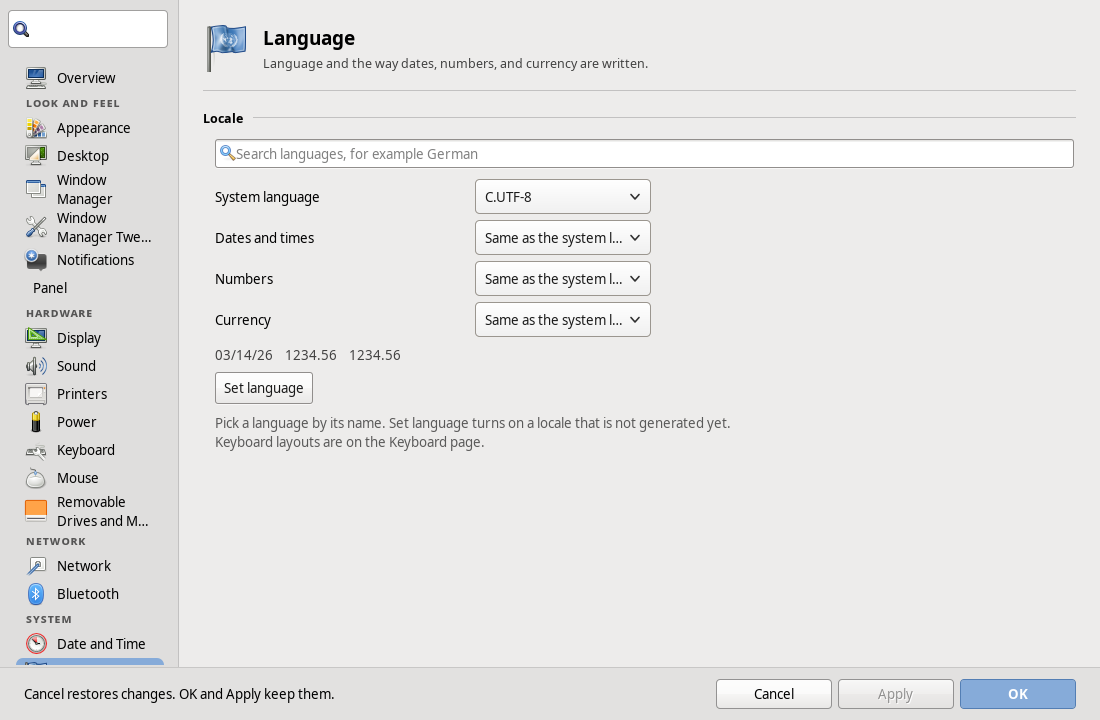 Overview
LOOK AND FEEL
Appearance
Desktop
Window
Manager
Window
Manager Twe...
Notifications
Panel
HARDWARE
Display
Sound
Printers
Power
Keyboard
Mouse
Removable
Drives and M...
NETWORK
Network
Bluetooth
SYSTEM
Date and Time
Language
Language and the way dates, numbers, and currency are written.
Locale
Search languages, for example German
System language C.UTF-8
Dates and times Same as the system l...
Numbers Same as the system l...
Currency Same as the system l...
03/14/26 1234.56 1234.56
Set language
Pick a language by its name. Set language turns on a locale that is not generated yet.
Keyboard layouts are on the Keyboard page.
Cancel restores changes. OK and Apply keep them.
Cancel Apply OK